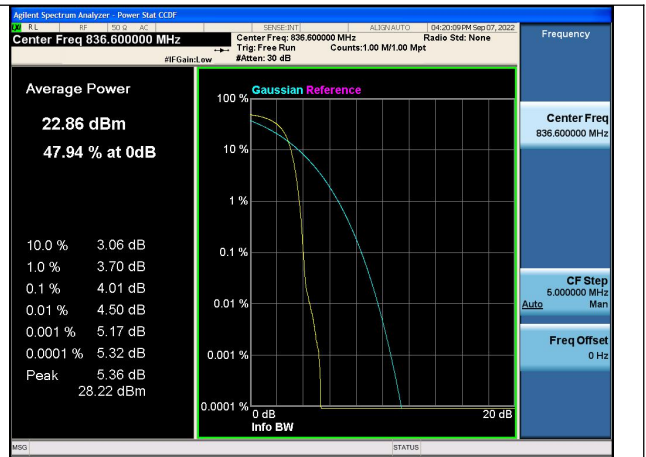 Agilent Spectrum Analyzer - Power Stat CCDF
RL RF 50 Ω AC SENSE:INT ALIGN AUTO 04:20:09 PM Sep 07, 2022
Center Freq 836.600000 MHz
Center Freq: 836.600000 MHz Radio Std: None
Trig: Free Run Counts:1.00 M/1.00 Mpt
#IFGain:Low #Atten: 30 dB
Frequency
Average Power
22.86 dBm
47.94 % at 0dB
10.0 % 3.06 dB
1.0 % 3.70 dB
0.1 % 4.01 dB
0.01 % 4.50 dB
0.001 % 5.17 dB
0.0001 % 5.32 dB
Peak 5.36 dB
28.22 dBm
Gaussian Reference
100 %
10 %
1 %
0.1 %
0.01 %
0.001 %
0.0001 %
0 dB 20 dB
Info BW
Center Freq
836.600000 MHz
CF Step
5.000000 MHz
Auto Man
Freq Offset
0 Hz
MSG STATUS